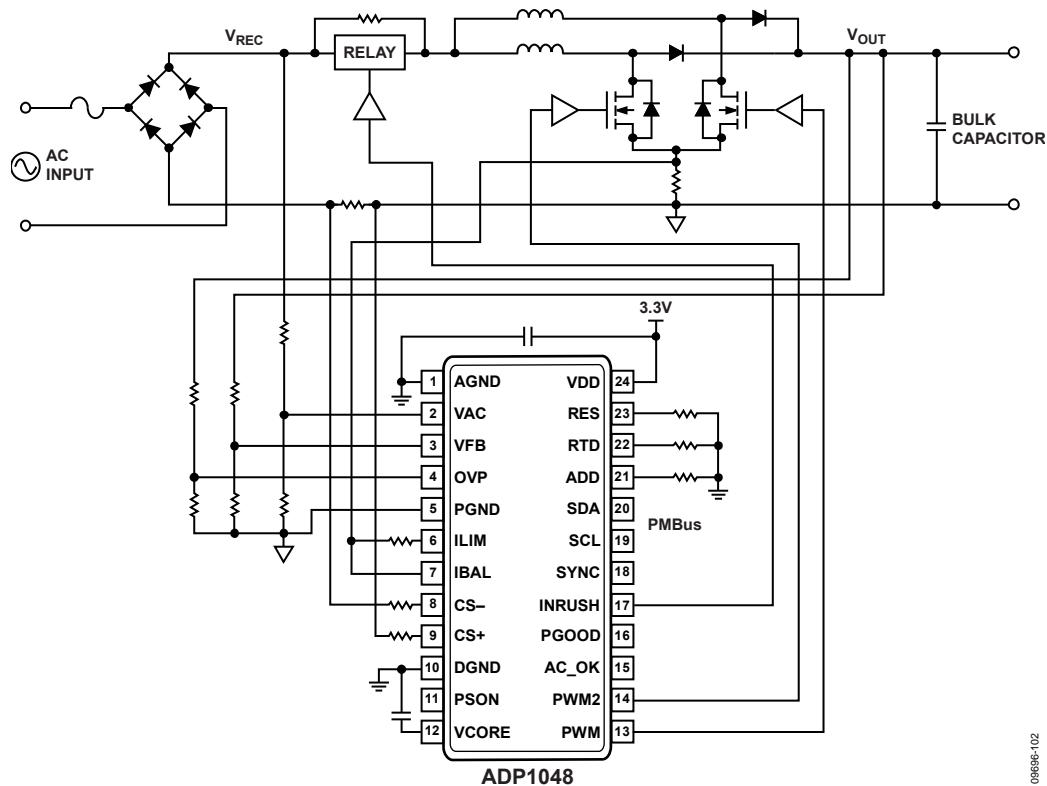 VREC
RELAY
VOUT
AC
INPUT
BULK
CAPACITOR
3.3V
1 AGND VDD 24
2 VAC RES 23
3 VFB RTD 22
4 OVP ADD 21
5 PGND SDA 20
PMBus
6 ILIM SCL 19
7 IBAL SYNC 18
8 CS– INRUSH 17
9 CS+ PGOOD 16
10 DGND AC_OK 15
11 PSON PWM2 14
12 VCORE PWM 13
ADP1048
09696-102